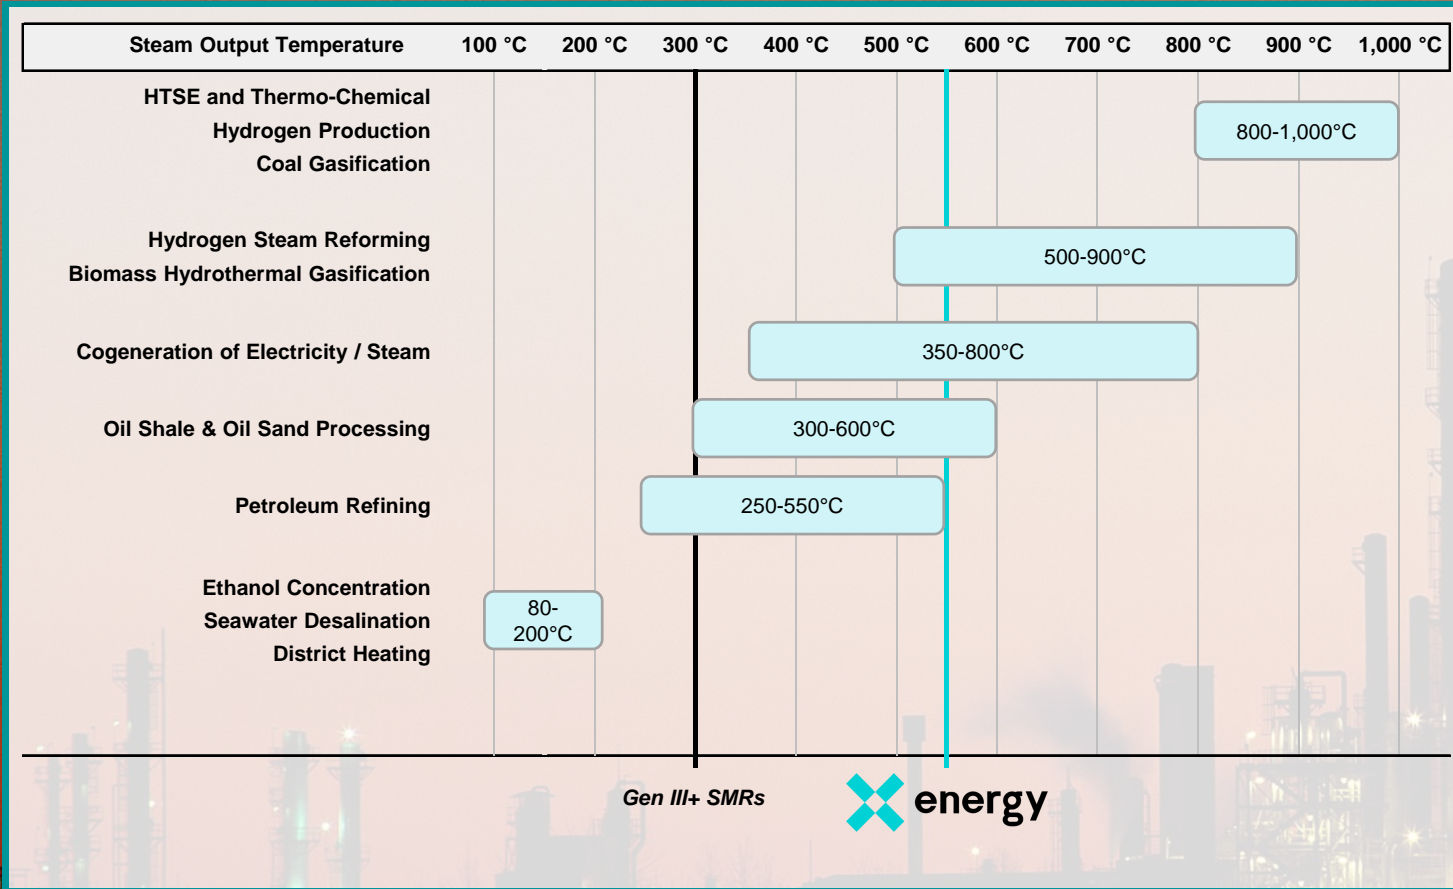 Steam Output Temperature 100 °C 200 °C 300 °C 400 °C 500 °C 600 °C 700 °C 800 °C 900 °C 1,000 °C
HTSE and Thermo-Chemical
Hydrogen Production
Coal Gasification
800-1,000°C
Hydrogen Steam Reforming
Biomass Hydrothermal Gasification
500-900°C
Cogeneration of Electricity / Steam
350-800°C
Oil Shale & Oil Sand Processing
300-600°C
Petroleum Refining
250-550°C
Ethanol Concentration
Seawater Desalination
District Heating
80-
200°C
Gen III+ SMRs
energy